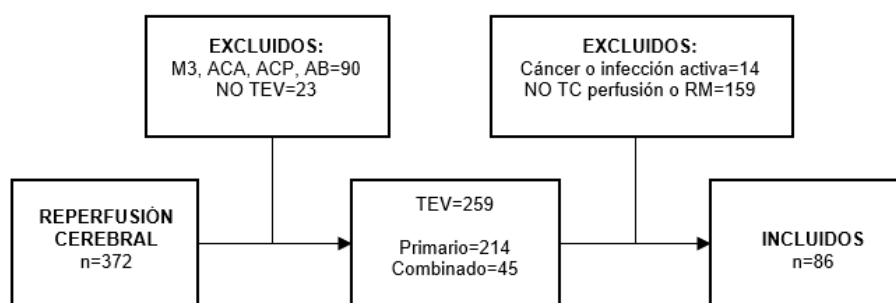 EXCLUIDOS:
M3, ACA, ACP, AB=90
NO TEV=23
EXCLUIDOS:
Cáncer o infección activa=14
NO TC perfusión o RM=159
REPERFUSIÓN
CEREBRAL
n=372
TEV=259
Primario=214
Combinado=45
INCLUIDOS
n=86